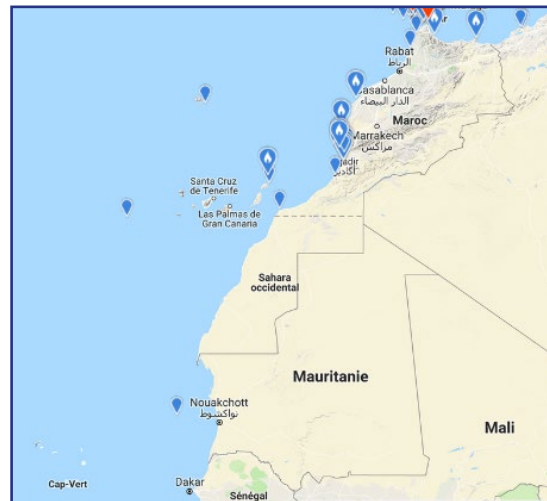 Rabat
الرباط
Casablanca
الدار البيضاء
Maroc
Marrakech
مراكش
أكادير
Santa Cruz
de Tenerife
Las Palmas de
Gran Canaria
Sahara
occidental
Mauritanie
Nouakchott
نواكشوط
Mali
Cap-Vert
Dakar
Sénégal